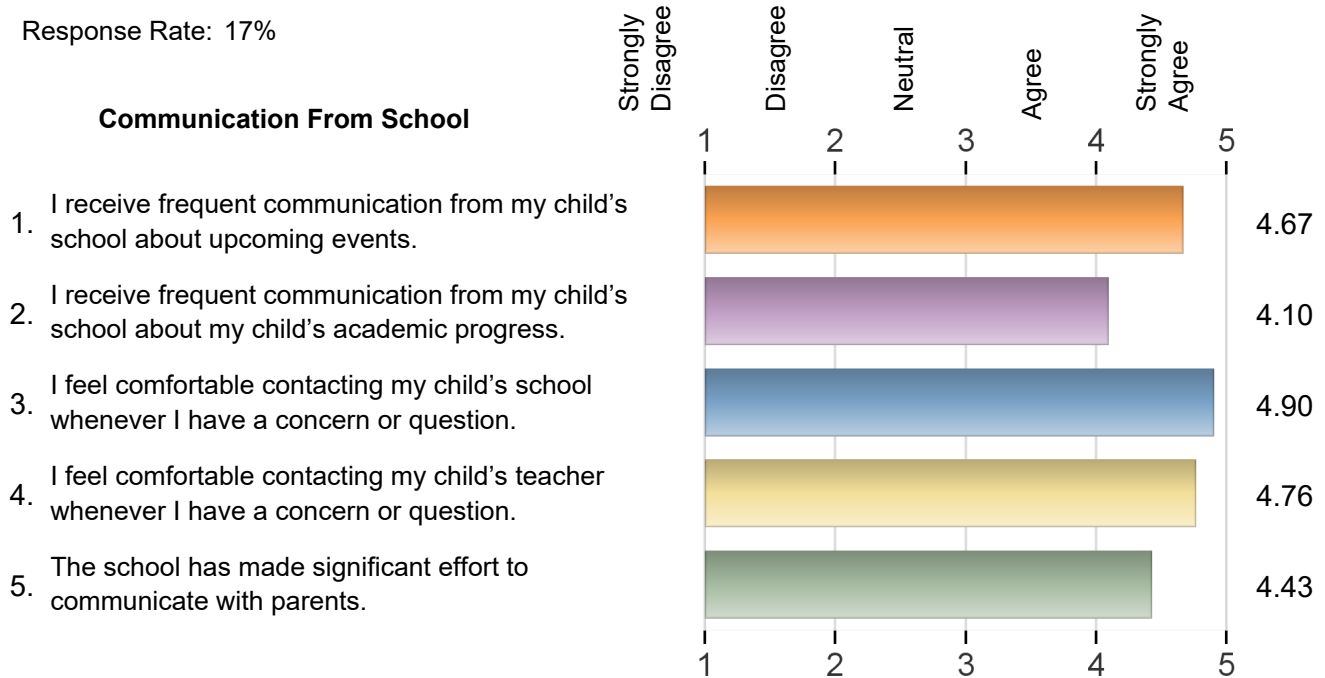 Response Rate: 17%
Strongly
Disagree
Disagree
Neutral
Agree
Strongly
Agree
Communication From School
1 2 3 4 5
1. I receive frequent communication from my child’s
school about upcoming events.
4.67
2. I receive frequent communication from my child’s
school about my child’s academic progress.
4.10
3. I feel comfortable contacting my child’s school
whenever I have a concern or question.
4.90
4. I feel comfortable contacting my child’s teacher
whenever I have a concern or question.
4.76
5. The school has made significant effort to
communicate with parents.
4.43
1 2 3 4 5